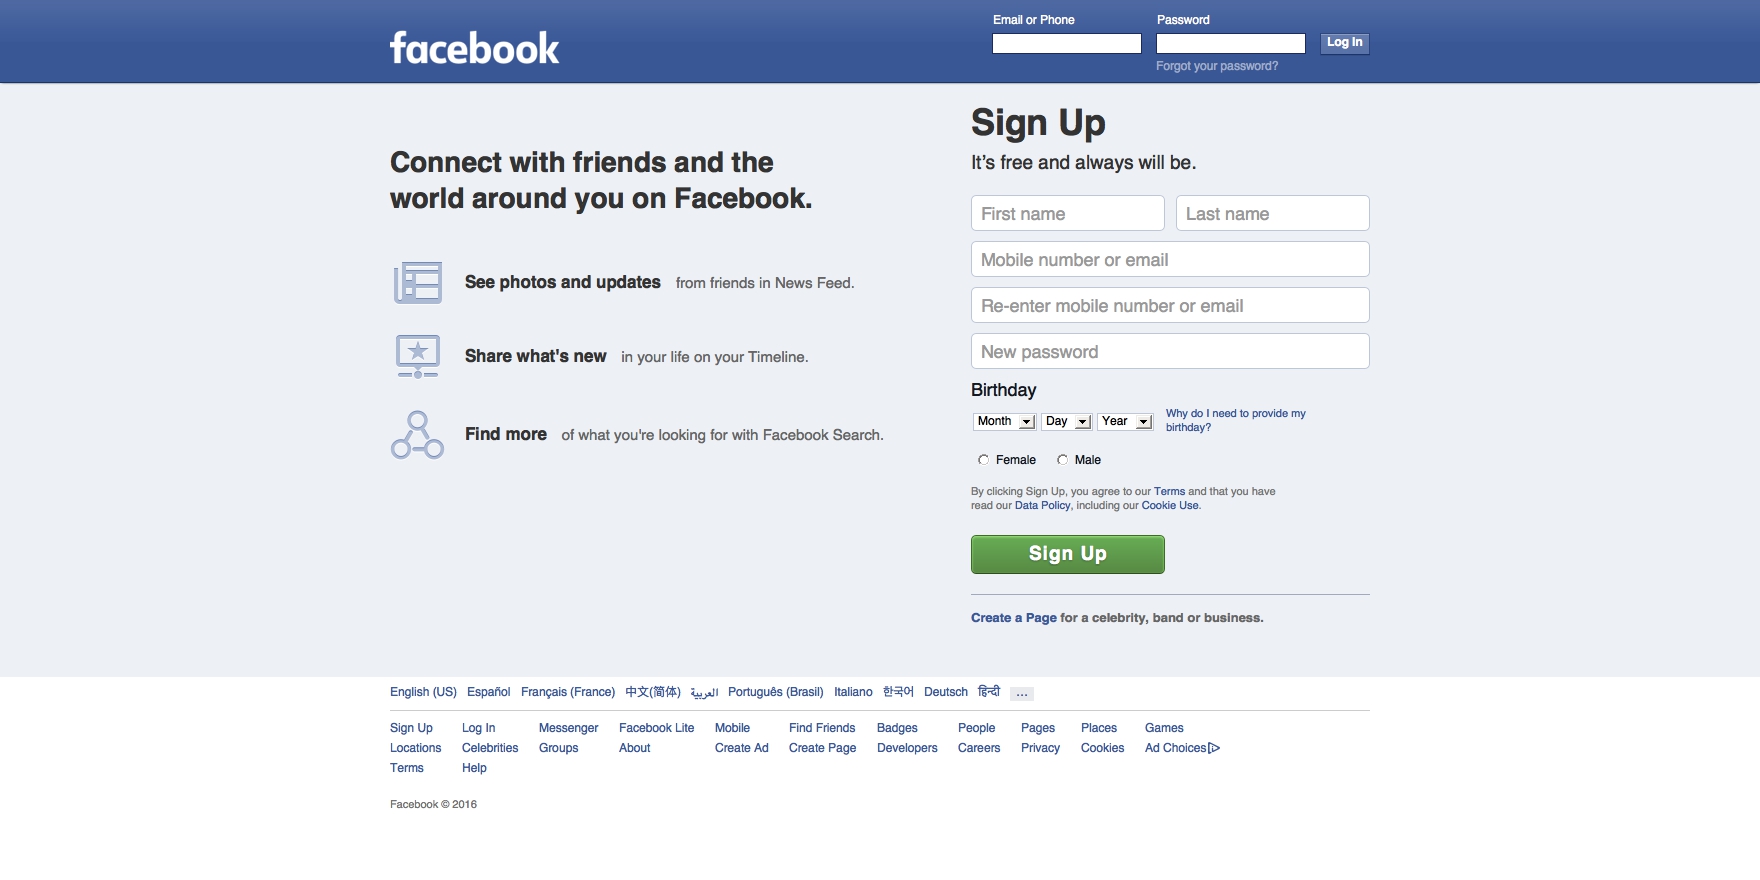 facebook
Email or Phone Password
Log In
Forgot your password?
Connect with friends and the
world around you on Facebook.
See photos and updates from friends in News Feed.
Share what's new in your life on your Timeline.
Find more of what you're looking for with Facebook Search.
Sign Up
It’s free and always will be.
First name Last name
Mobile number or email
Re-enter mobile number or email
New password
Birthday
Month Day Year
Why do I need to provide my
birthday?
Female Male
By clicking Sign Up, you agree to our Terms and that you have
read our Data Policy, including our Cookie Use.
Sign Up
Create a Page for a celebrity, band or business.
English (US) Español Français (France) 中文(简体) العربية Português (Brasil) Italiano 한국어 Deutsch हिन्दी ...
Sign Up Log In Messenger Facebook Lite Mobile Find Friends Badges People Pages Places Games
Locations Celebrities Groups About Create Ad Create Page Developers Careers Privacy Cookies Ad Choices
Terms Help
Facebook © 2016